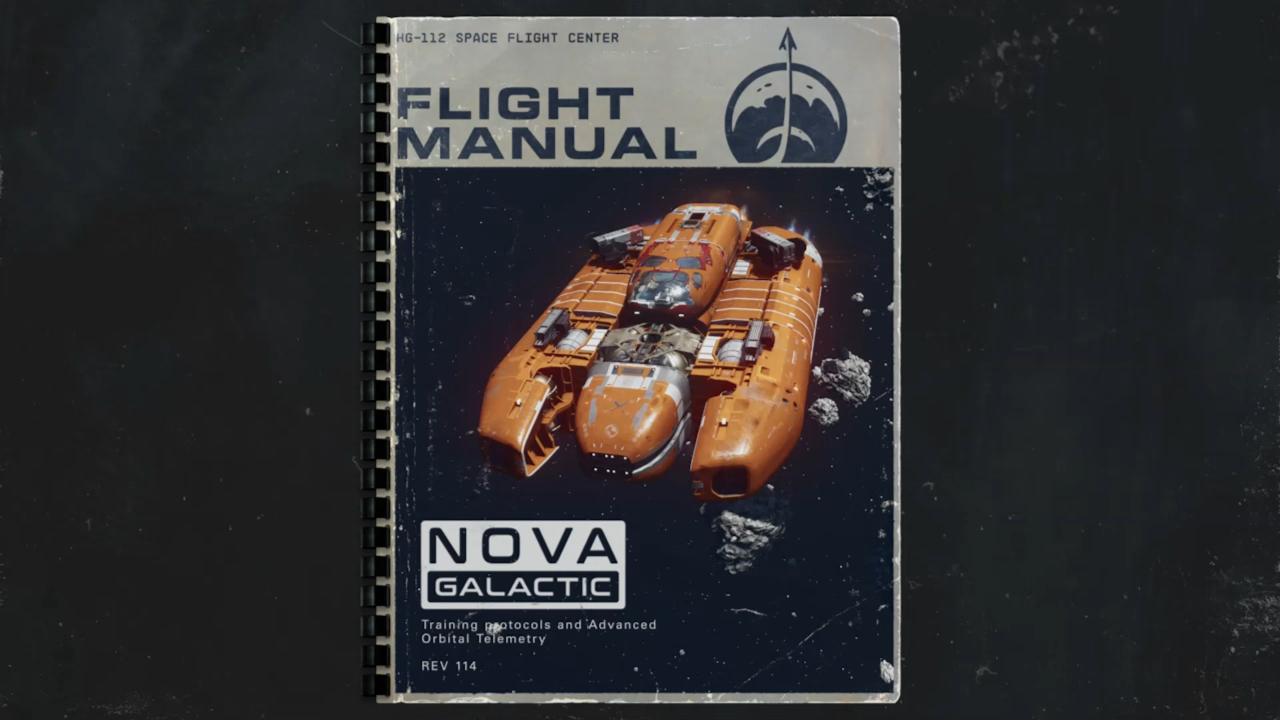 HG-112 SPACE FLIGHT CENTER
FLIGHT
MANUAL
NOVA
GALACTIC
Training protocols and Advanced
Orbital Telemetry
REV 114